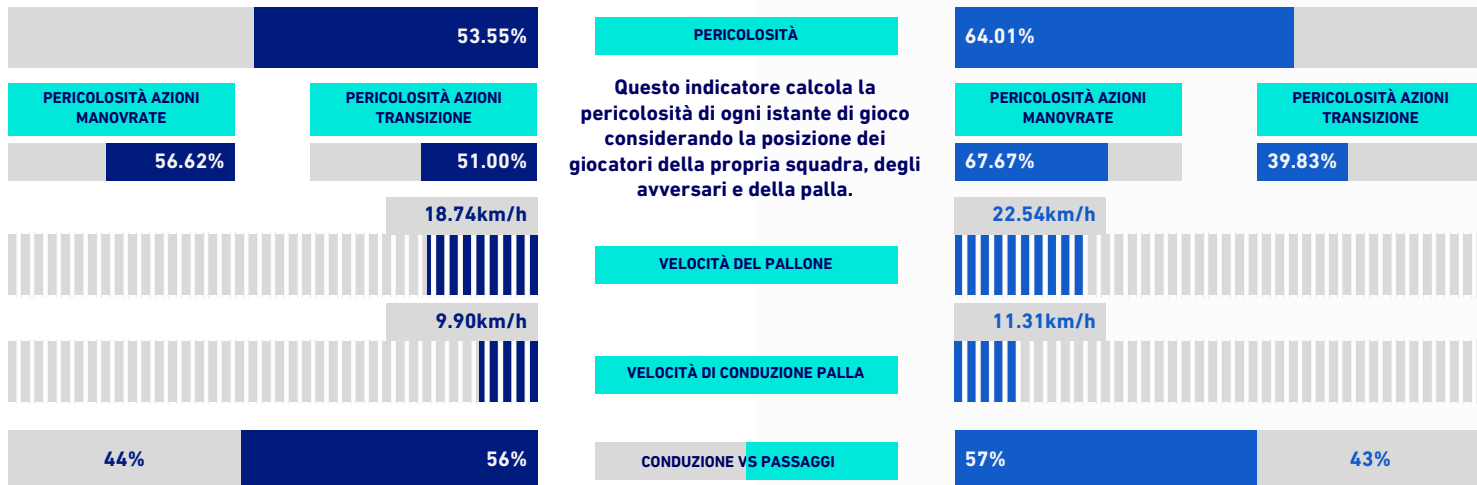 53.55%
PERICOLOSITÀ
64.01%
PERICOLOSITÀ AZIONI
MANOVRATE
56.62%
PERICOLOSITÀ AZIONI
TRANSIZIONE
51.00%
Questo indicatore calcola la
pericolosità di ogni istante di gioco
considerando la posizione dei
giocatori della propria squadra, degli
avversari e della palla.
PERICOLOSITÀ AZIONI
MANOVRATE
67.67%
PERICOLOSITÀ AZIONI
TRANSIZIONE
39.83%
18.74km/h
VELOCITÀ DEL PALLONE
22.54km/h
9.90km/h
VELOCITÀ DI CONDUZIONE PALLA
11.31km/h
44%
56%
CONDUZIONE VS PASSAGGI
57%
43%